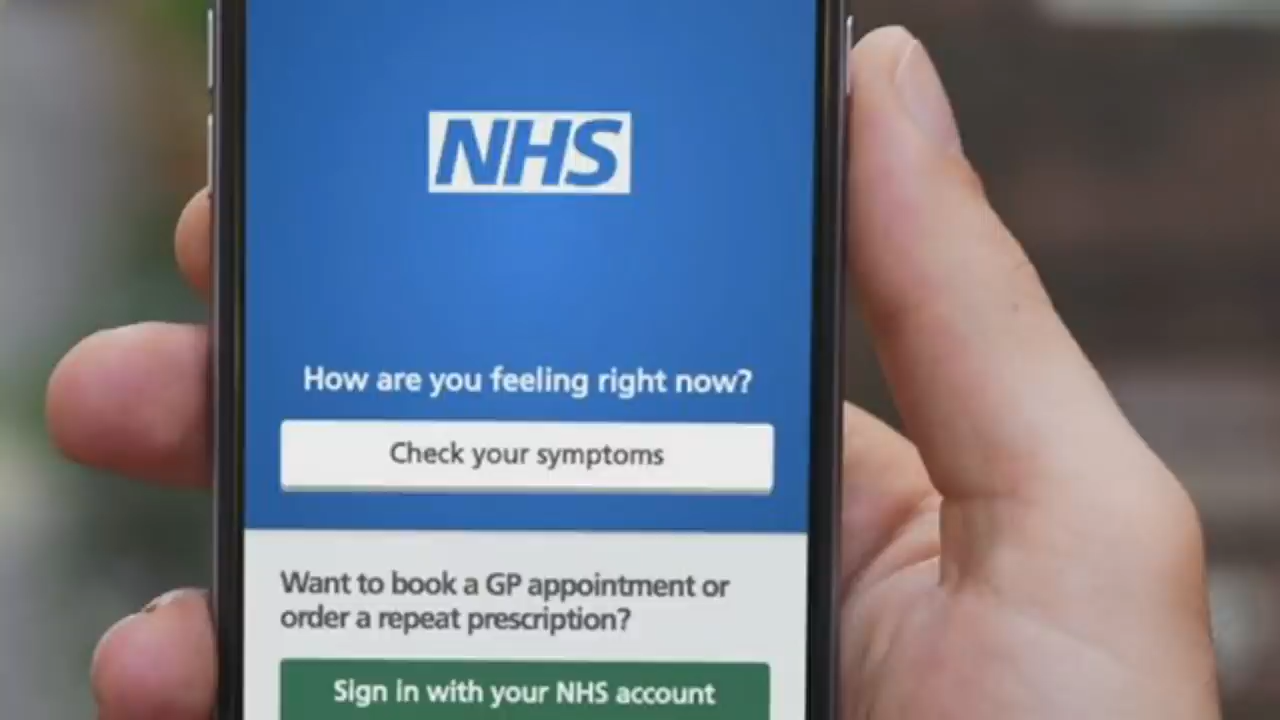 NHS
How are you feeling right now?
Check your symptoms
Want to book a GP appointment or
order a repeat prescription?
Sign in with your NHS account